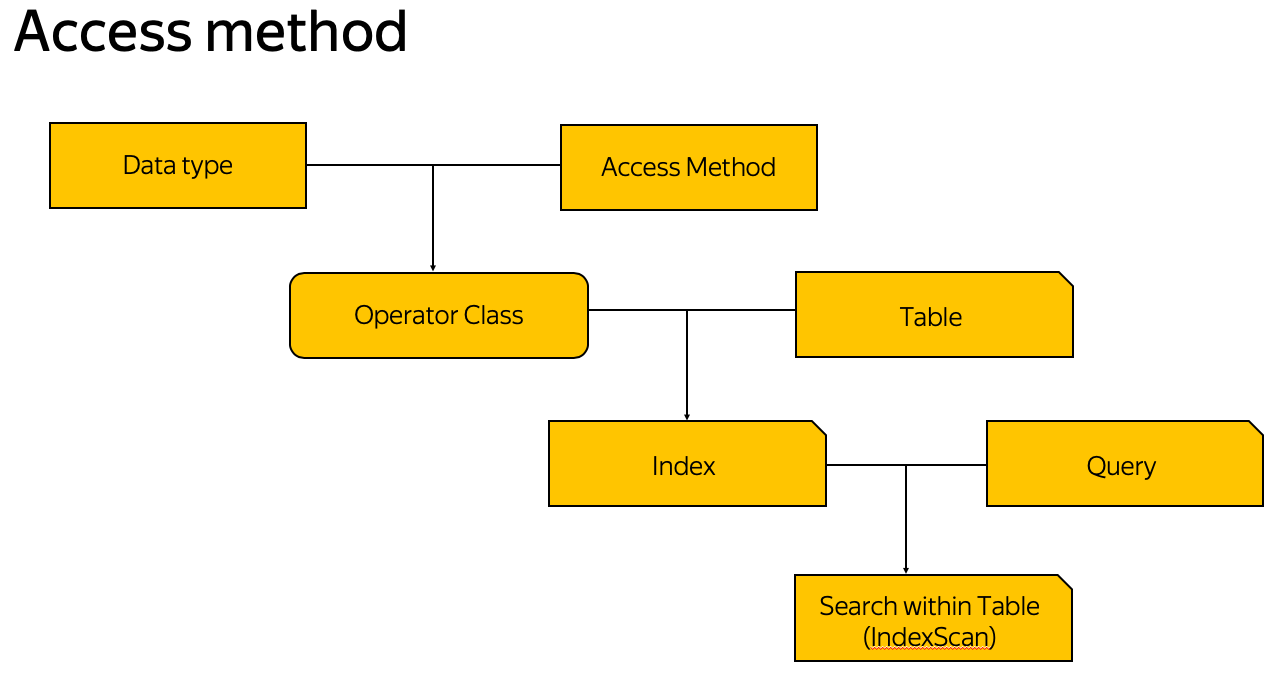 Access method
Data type
Access Method
Operator Class
Table
Index
Query
Search within Table
(IndexScan)